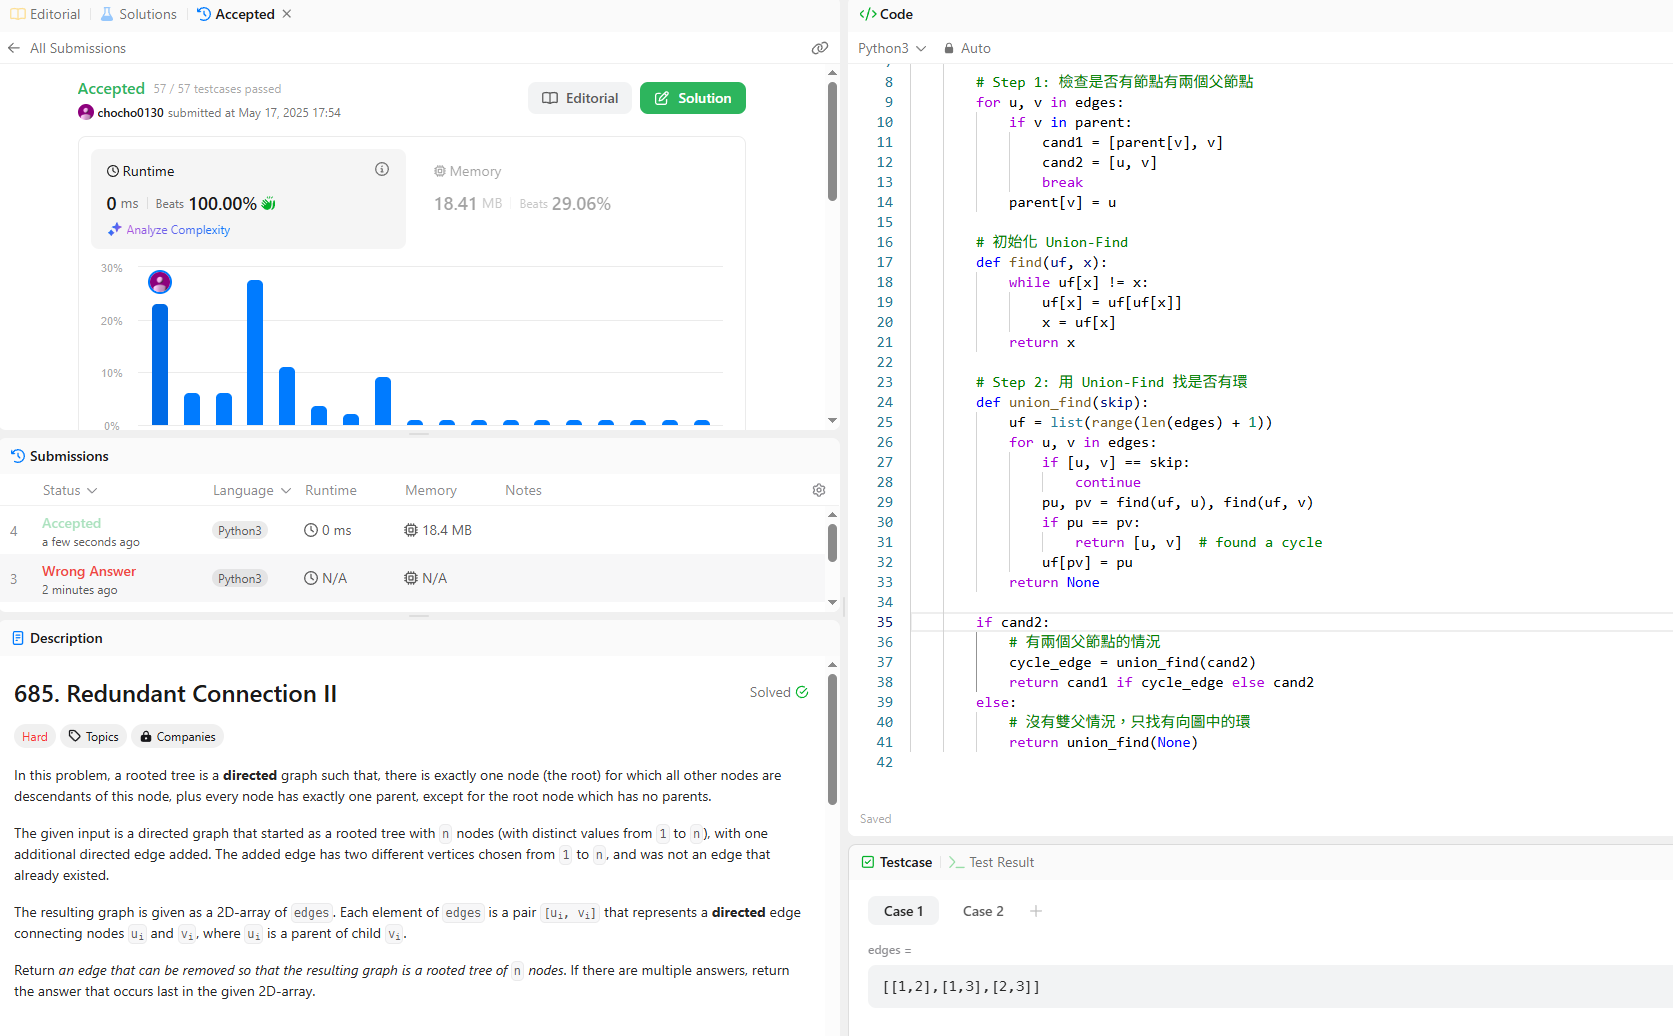 Editorial
Solutions
Accepted
All Submissions
Accepted 57 / 57 testcases passed
chocho0130 submitted at May 17, 2025 17:54
Editorial
Solution
Runtime
0 ms Beats 100.00%
Analyze Complexity
Memory
18.41 MB Beats 29.06%
30%
20%
10%
0%
Submissions
Status Language Runtime Memory Notes
4 Accepted Python3 0 ms 18.4 MB
a few seconds ago
3 Wrong Answer Python3 N/A N/A
2 minutes ago
Description
685. Redundant Connection II
Solved
Hard Topics Companies
In this problem, a rooted tree is a directed graph such that, there is exactly one node (the root) for which all other nodes are
descendants of this node, plus every node has exactly one parent, except for the root node which has no parents.
The given input is a directed graph that started as a rooted tree with n nodes (with distinct values from 1 to n), with one
additional directed edge added. The added edge has two different vertices chosen from 1 to n, and was not an edge that
already existed.
The resulting graph is given as a 2D-array of edges. Each element of edges is a pair [ui, vi] that represents a directed edge
connecting nodes ui and vi, where ui is a parent of child vi.
Return an edge that can be removed so that the resulting graph is a rooted tree of n nodes. If there are multiple answers, return
the answer that occurs last in the given 2D-array.
</> Code
Python3 Auto
8 # Step 1: 檢查是否有節點有兩個父節點
9 for u, v in edges:
10 if v in parent:
11 cand1 = [parent[v], v]
12 cand2 = [u, v]
13 break
14 parent[v] = u
15
16 # 初始化 Union-Find
17 def find(uf, x):
18 while uf[x] != x:
19 uf[x] = uf[uf[x]]
20 x = uf[x]
21 return x
22
23 # Step 2: 用 Union-Find 找是否有環
24 def union_find(skip):
25 uf = list(range(len(edges) + 1))
26 for u, v in edges:
27 if [u, v] == skip:
28 continue
29 pu, pv = find(uf, u), find(uf, v)
30 if pu == pv:
31 return [u, v]  # found a cycle
32 uf[pv] = pu
33 return None
34
35 if cand2:
36 # 有兩個父節點的情況
37 cycle_edge = union_find(cand2)
38 return cand1 if cycle_edge else cand2
39 else:
40 # 沒有雙父情況，只找有向圖中的環
41 return union_find(None)
42
Saved
Testcase
>_ Test Result
Case 1 Case 2 +
edges =
[[1,2],[1,3],[2,3]]